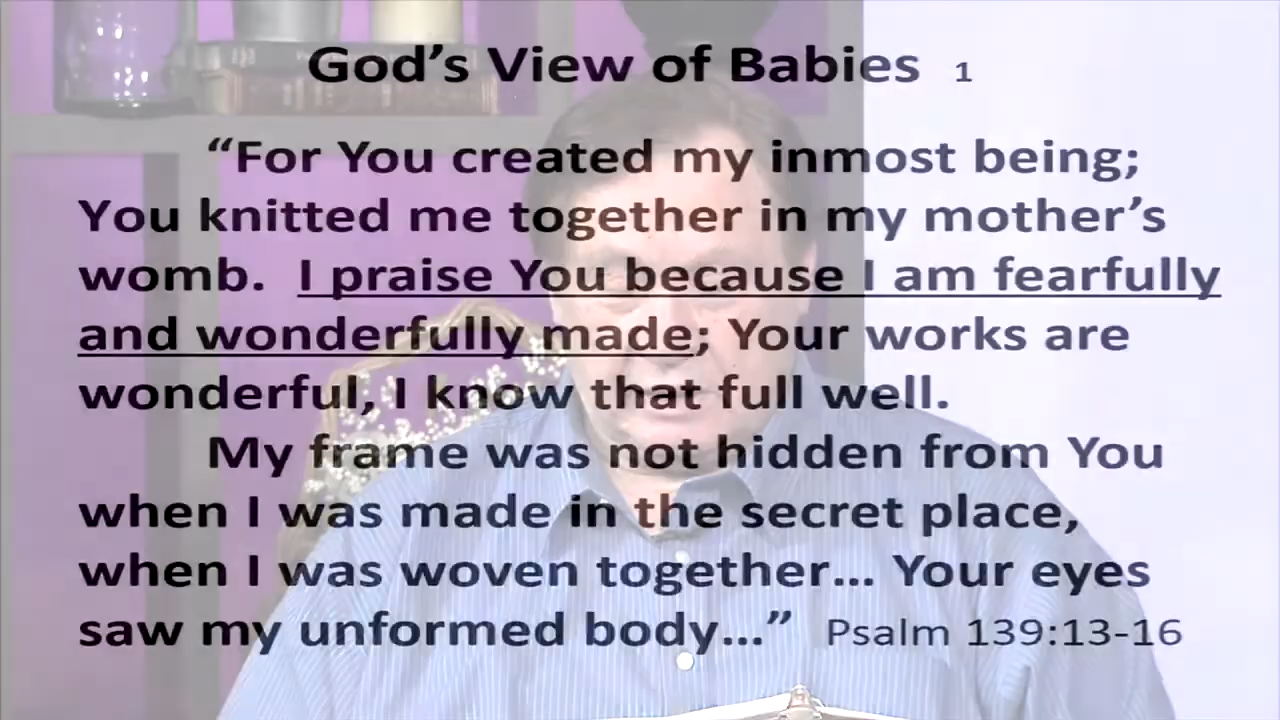 God’s View of Babies 1
“For You created my inmost being;
You knitted me together in my mother’s
womb. I praise You because I am fearfully
and wonderfully made; Your works are
wonderful, I know that full well.
My frame was not hidden from You
when I was made in the secret place,
when I was woven together... Your eyes
saw my unformed body...” Psalm 139:13-16